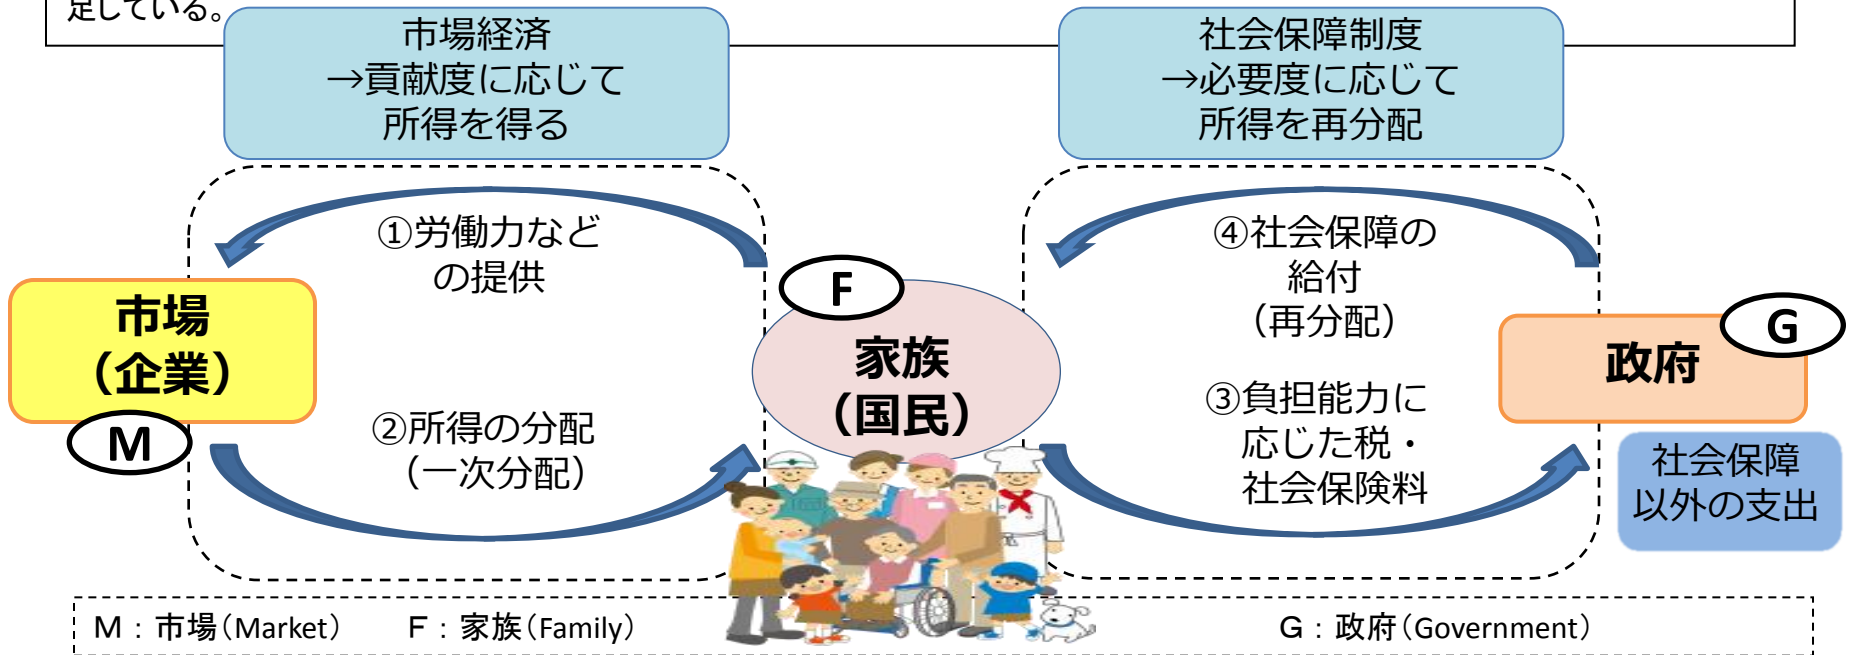 足している。
市場経済
→貢献度に応じて
所得を得る
社会保障制度
→必要度に応じて
所得を再分配
①労働力など
の提供
④社会保障の
給付
（再分配）
F
G
市場
（企業）
家族
（国民）
政府
M
②所得の分配
（一次分配）
③負担能力に
応じた税・
社会保険料
社会保障
以外の支出
M：市場（Market）
F：家族（Family）
G：政府（Government）